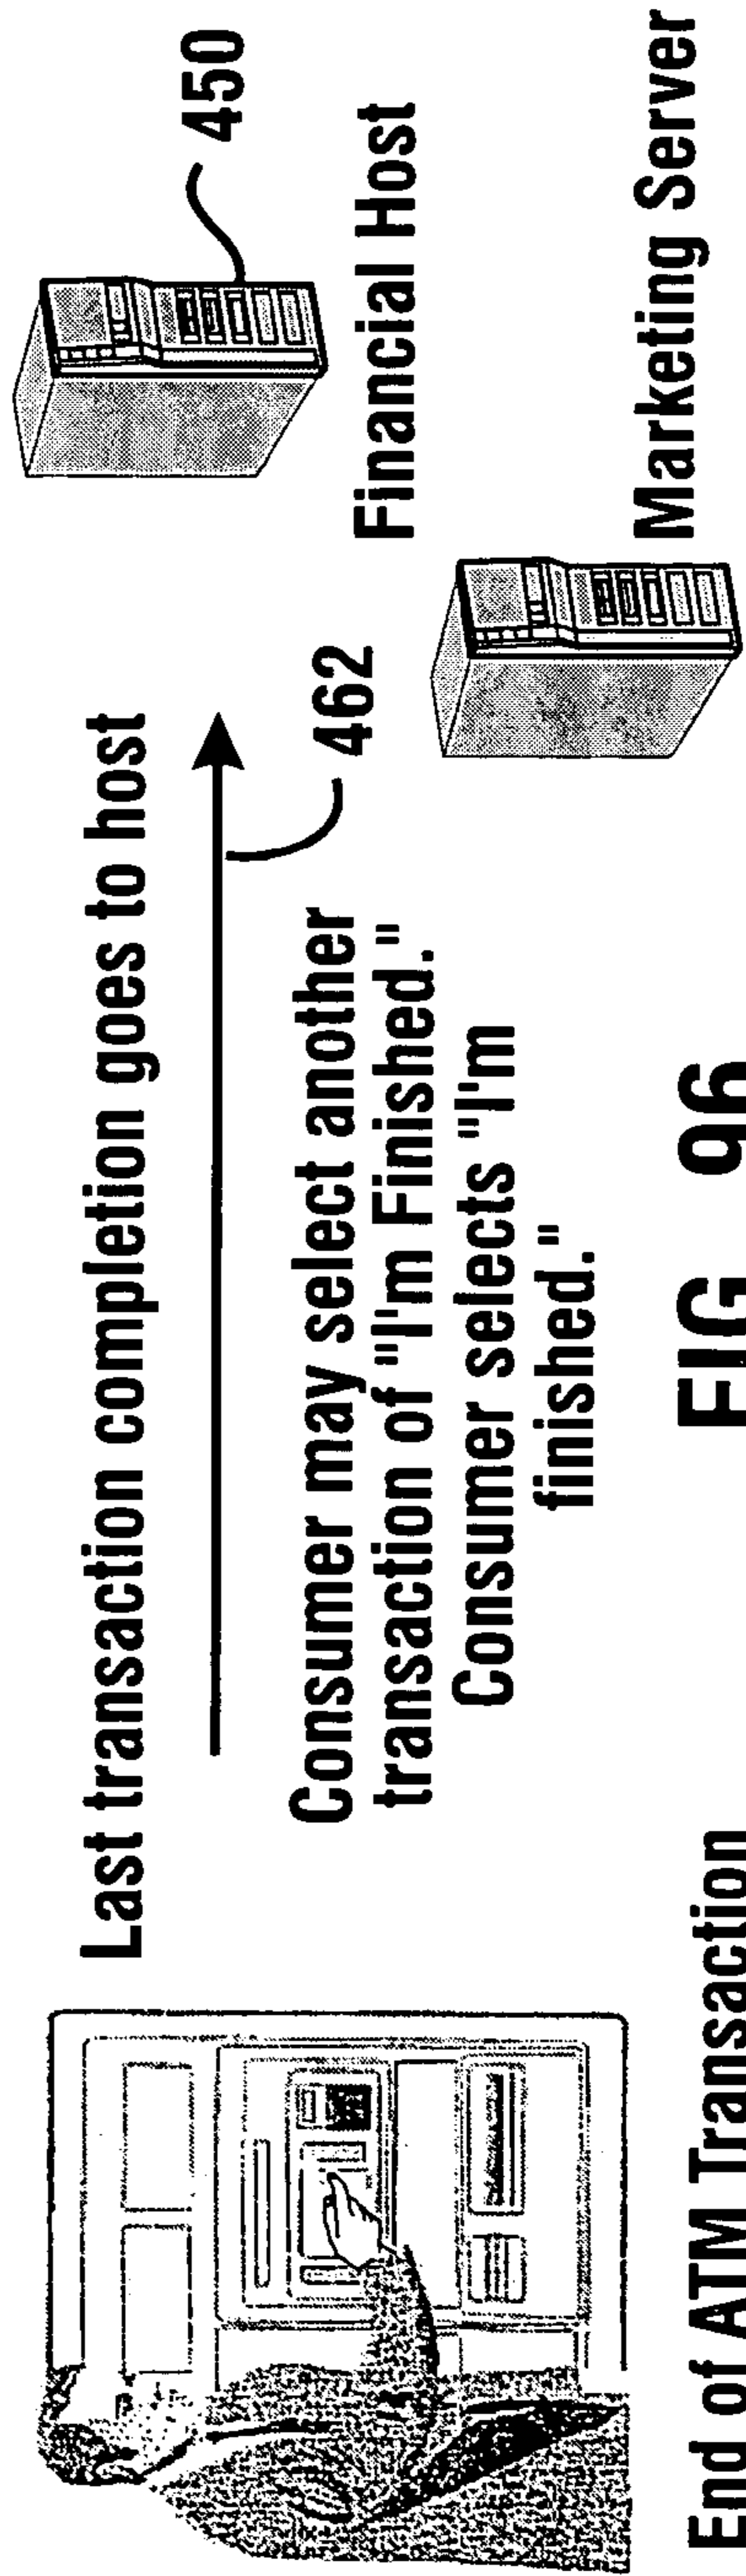 Last transaction completion goes to host
450
Financial Host
462
Consumer may select another
transaction of "I'm Finished."
Consumer selects "I'm
finished."
Marketing Server
End of ATM Transaction
FIG. 96